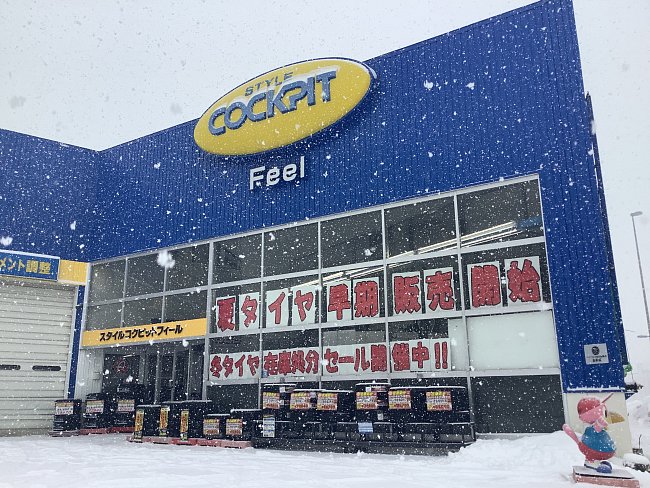 STYLE
COCKPIT
Feel
メント調整
スタイルコクピットフィール
夏タイヤ早期販売開始
冬タイヤ在庫処分セール開催中!!